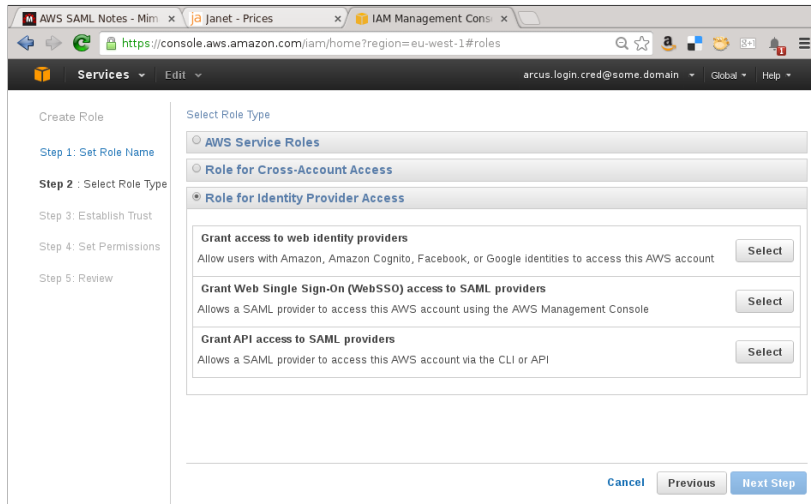 AWS SAML Notes - Mim
ja Janet - Prices
IAM Management Cons
https://console.aws.amazon.com/iam/home?region=eu-west-1#roles
Services Edit arcus.login.cred@some.domain Global Help
Create Role
Step 1: Set Role Name
Step 2 : Select Role Type
Step 3: Establish Trust
Step 4: Set Permissions
Step 5: Review
Select Role Type
AWS Service Roles
Role for Cross-Account Access
Role for Identity Provider Access
Grant access to web identity providers
Allow users with Amazon, Amazon Cognito, Facebook, or Google identities to access this AWS account
Select
Grant Web Single Sign-On (WebSSO) access to SAML providers
Allows a SAML provider to access this AWS account using the AWS Management Console
Select
Grant API access to SAML providers
Allows a SAML provider to access this AWS account via the CLI or API
Select
Cancel Previous Next Step